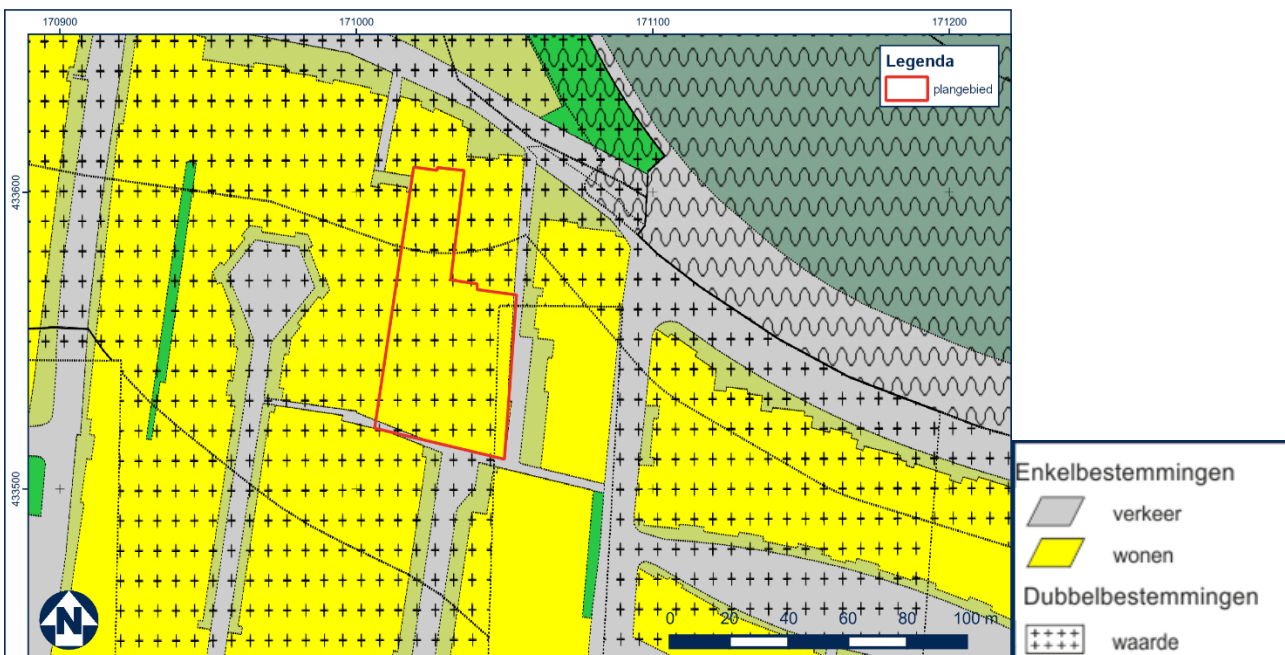 170900 171000 171100 171200
Legenda
plangebied
433600
433500
N
0 20 40 60 80 100 m
Enkelbestemmingen
verkeer
wonen
Dubbelbestemmingen
waarde